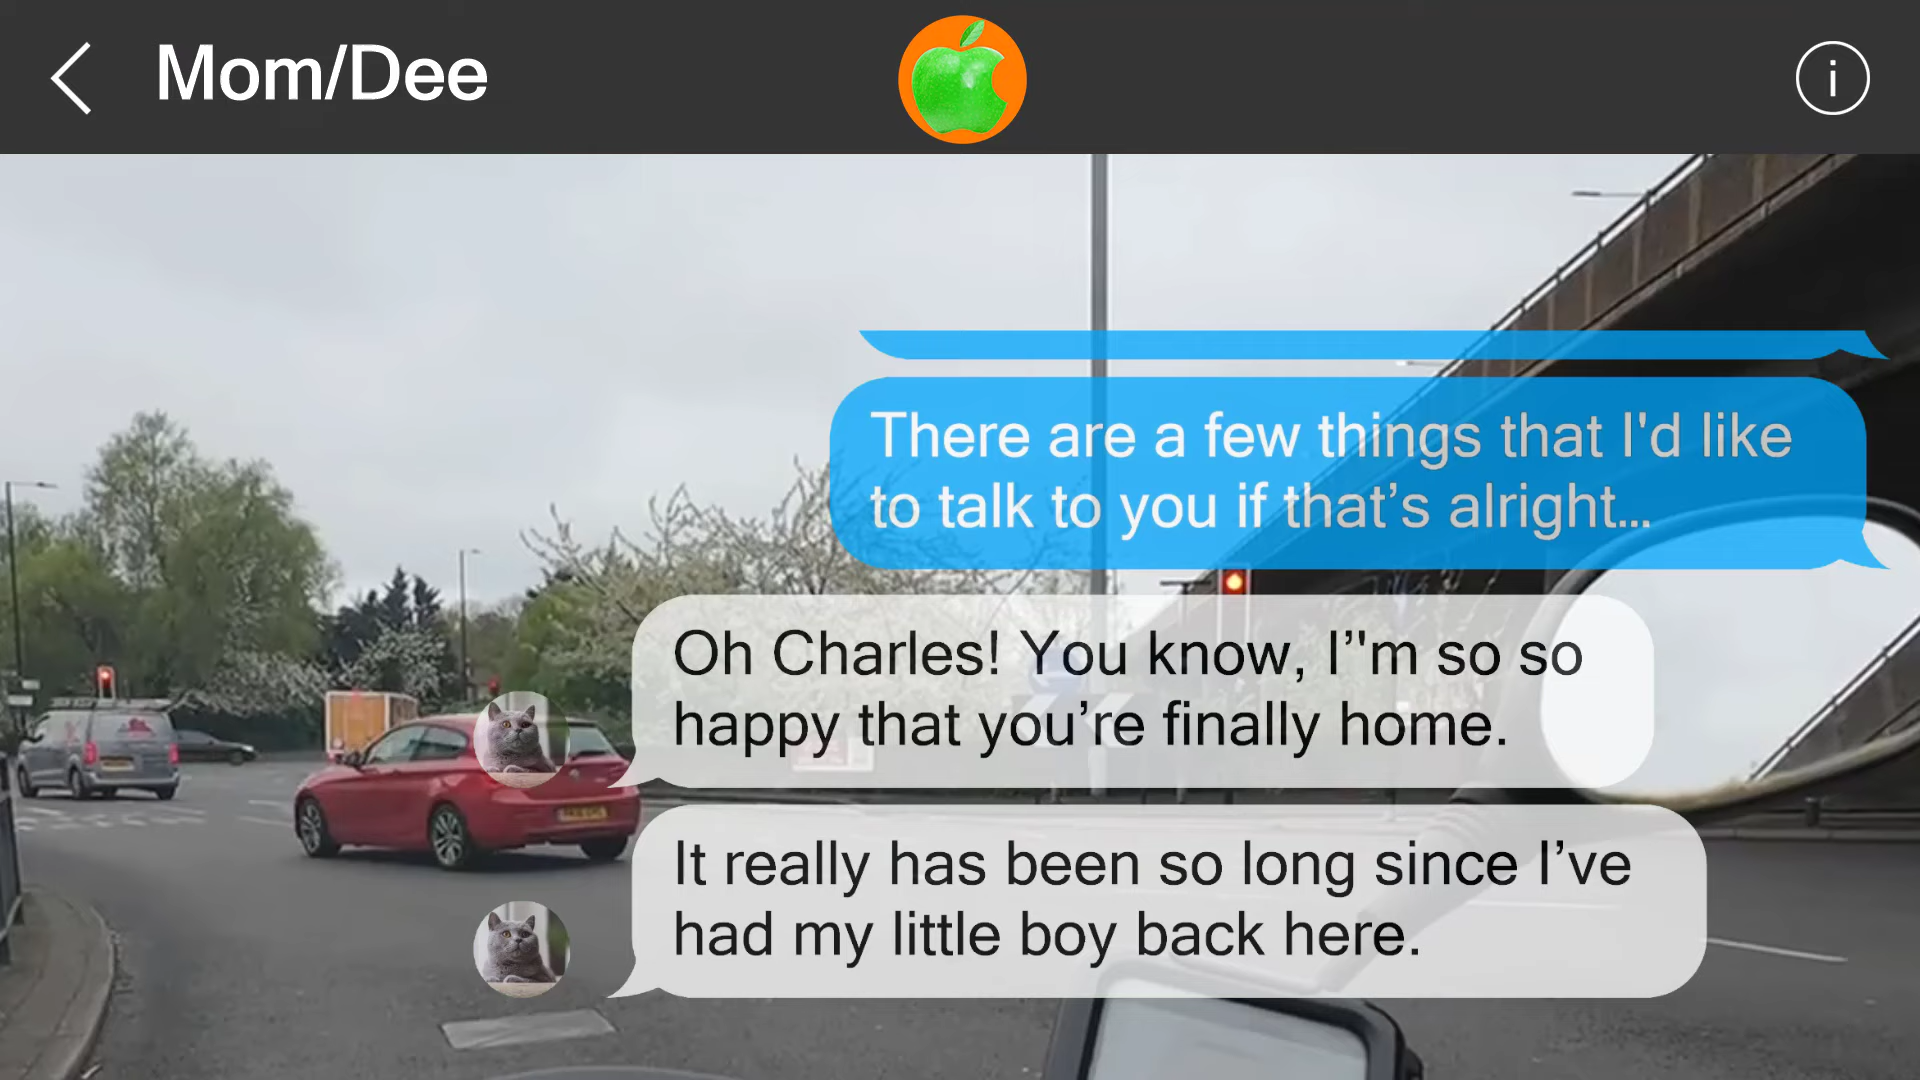 Mom/Dee
i
There are a few things that I'd like
to talk to you if that’s alright...
Oh Charles! You know, I”'m so so
happy that you’re finally home.
It really has been so long since I’ve
had my little boy back here.